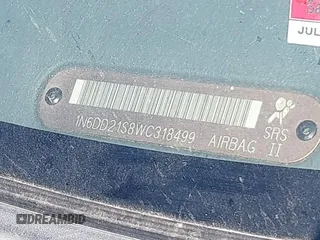 JUL
1N6DD21S8WC318499 AIRBAG SRS
II
DREAMBID